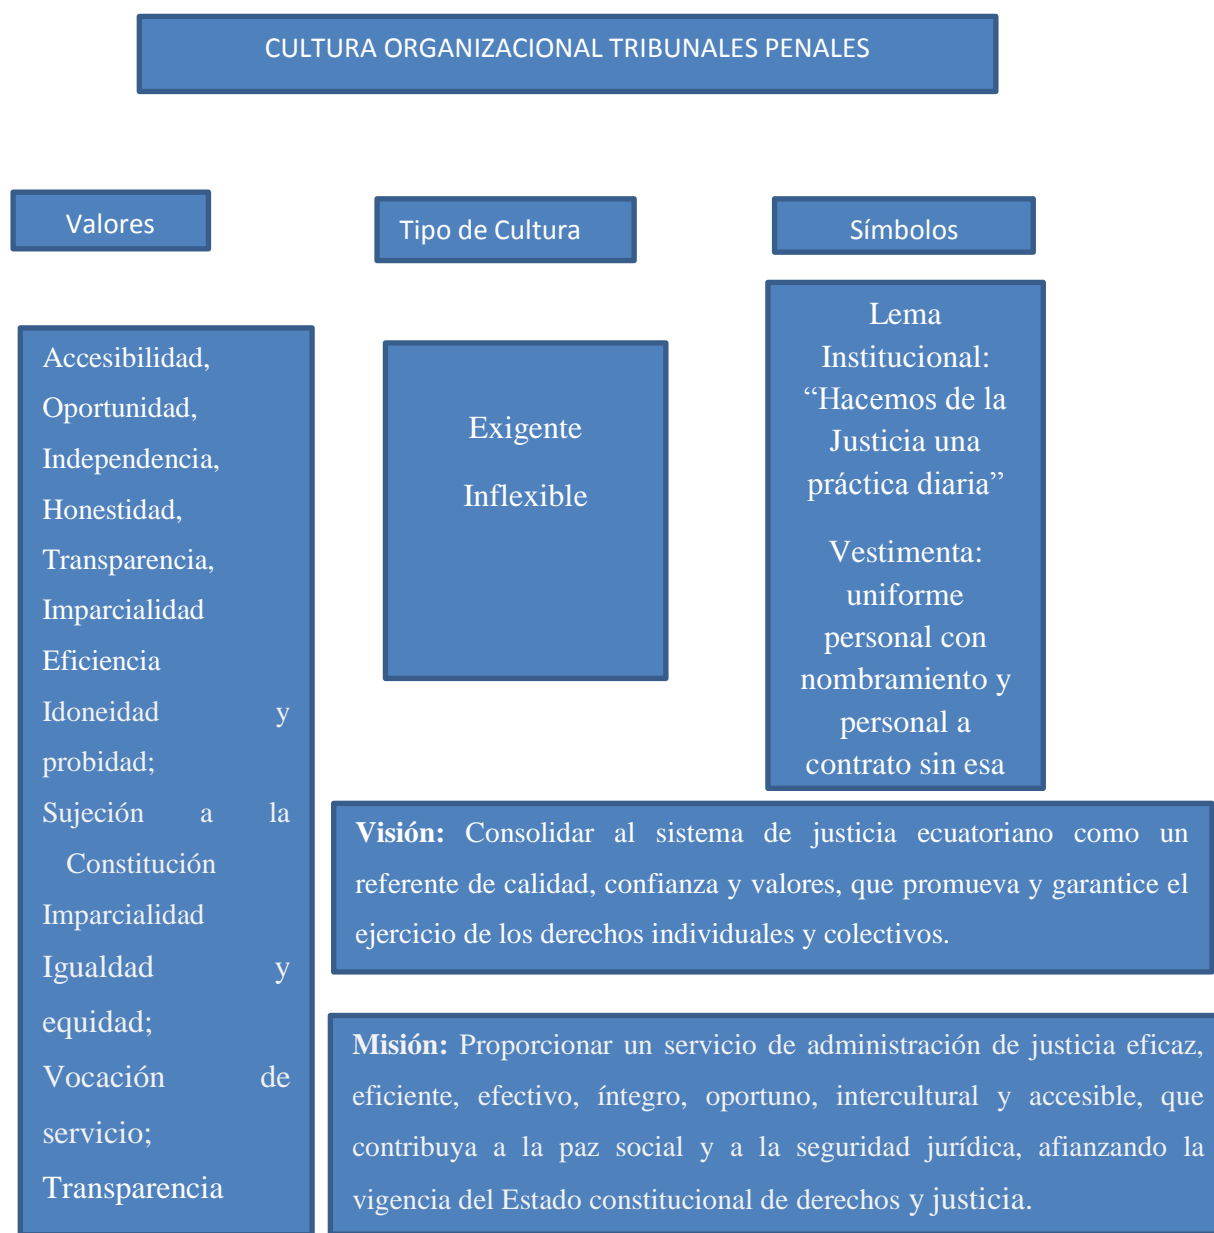 CULTURA ORGANIZACIONAL TRIBUNALES PENALES
Valores
Accesibilidad,
Oportunidad,
Independencia,
Honestidad,
Transparencia,
Imparcialidad
Eficiencia
Idoneidad y
probidad;
Sujeción a la
Constitución
Imparcialidad
Igualdad y
equidad;
Vocación de
servicio;
Transparencia
Tipo de Cultura
Exigente
Inflexible
Símbolos
Lema
Institucional:
“Hacemos de la
Justicia una
práctica diaria”
Vestimenta:
uniforme
personal con
nombramiento y
personal a
contrato sin esa
Visión: Consolidar al sistema de justicia ecuatoriano como un
referente de calidad, confianza y valores, que promueva y garantice el
ejercicio de los derechos individuales y colectivos.
Misión: Proporcionar un servicio de administración de justicia eficaz,
eficiente, efectivo, íntegro, oportuno, intercultural y accesible, que
contribuya a la paz social y a la seguridad jurídica, afianzando la
vigencia del Estado constitucional de derechos y justicia.